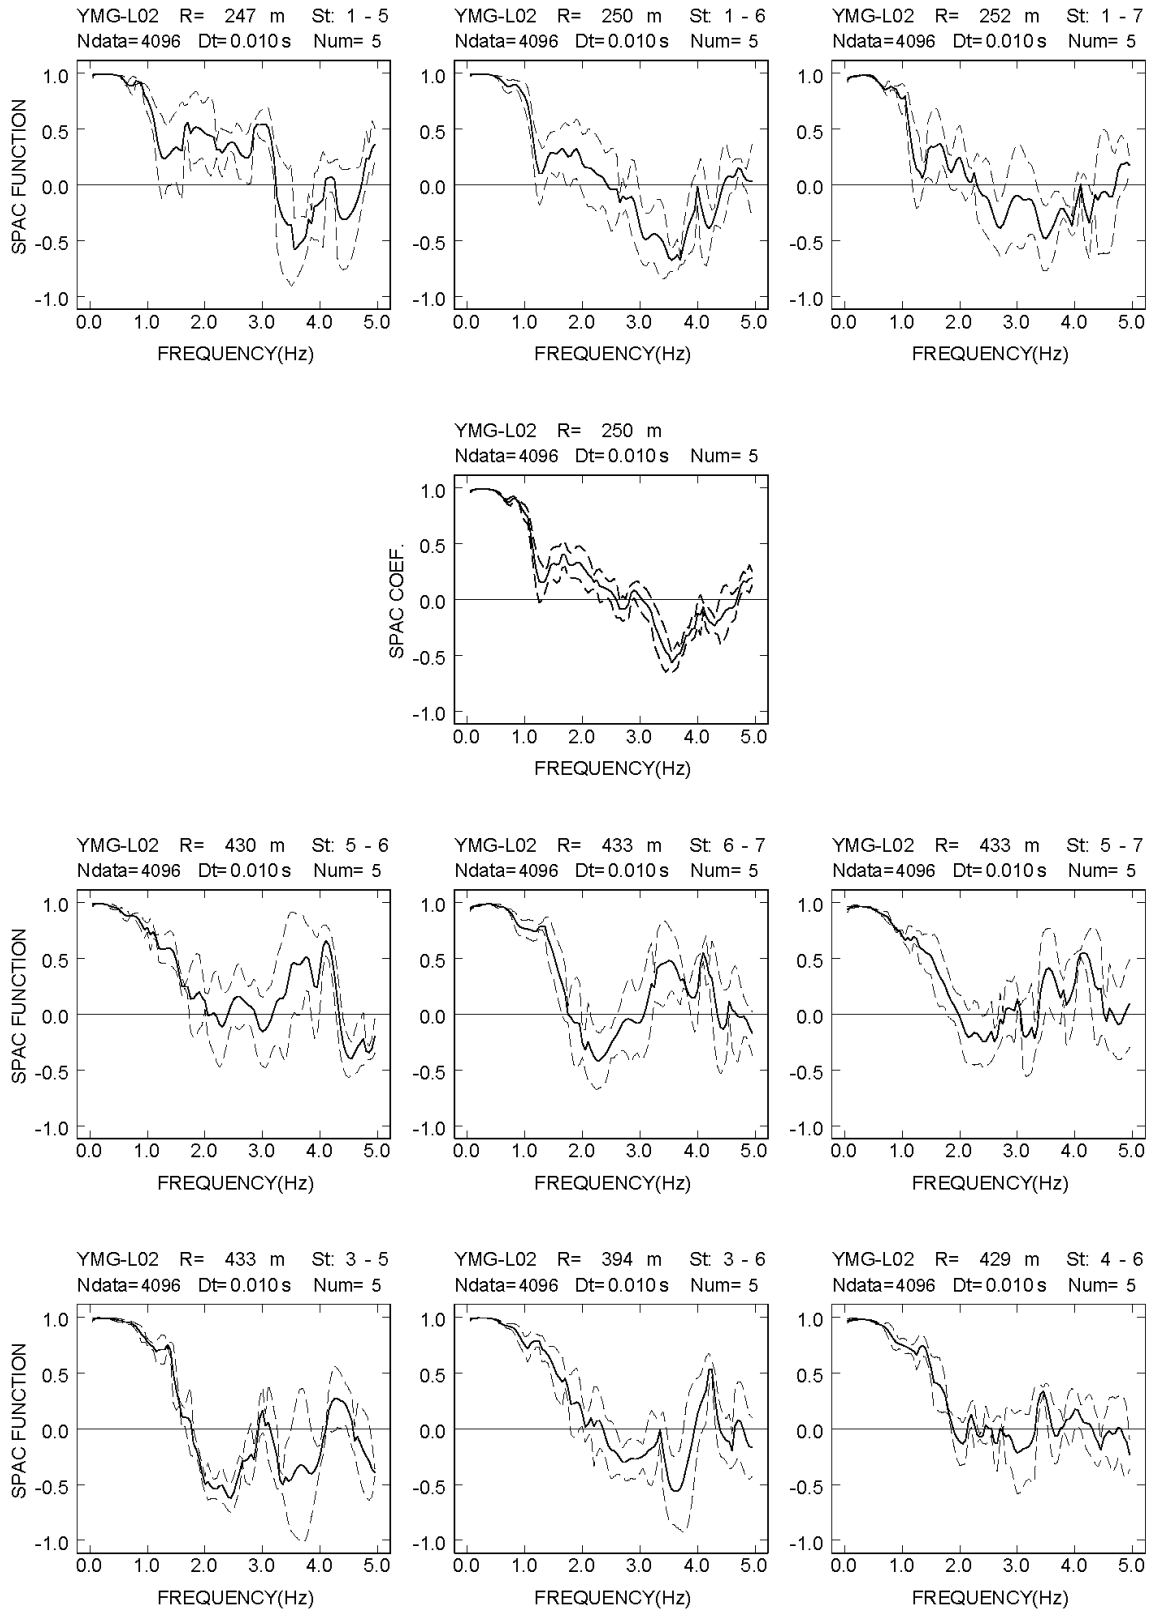 YMG-L02 R= 247 m St: 1 - 5
Ndata=4096 Dt=0.010 s Num= 5
YMG-L02 R= 250 m St: 1 - 6
Ndata=4096 Dt=0.010 s Num= 5
YMG-L02 R= 252 m St: 1 - 7
Ndata=4096 Dt=0.010 s Num= 5
SPAC FUNCTION
1.0
0.5
0.0
-0.5
-1.0
0.0 1.0 2.0 3.0 4.0 5.0
FREQUENCY(Hz)
1.0
0.5
0.0
-0.5
-1.0
0.0 1.0 2.0 3.0 4.0 5.0
FREQUENCY(Hz)
1.0
0.5
0.0
-0.5
-1.0
0.0 1.0 2.0 3.0 4.0 5.0
FREQUENCY(Hz)
YMG-L02 R= 250 m
Ndata=4096 Dt=0.010 s Num= 5
SPAC COEF.
1.0
0.5
0.0
-0.5
-1.0
0.0 1.0 2.0 3.0 4.0 5.0
FREQUENCY(Hz)
YMG-L02 R= 430 m St: 5 - 6
Ndata=4096 Dt=0.010 s Num= 5
YMG-L02 R= 433 m St: 6 - 7
Ndata=4096 Dt=0.010 s Num= 5
YMG-L02 R= 433 m St: 5 - 7
Ndata=4096 Dt=0.010 s Num= 5
SPAC FUNCTION
1.0
0.5
0.0
-0.5
-1.0
0.0 1.0 2.0 3.0 4.0 5.0
FREQUENCY(Hz)
1.0
0.5
0.0
-0.5
-1.0
0.0 1.0 2.0 3.0 4.0 5.0
FREQUENCY(Hz)
1.0
0.5
0.0
-0.5
-1.0
0.0 1.0 2.0 3.0 4.0 5.0
FREQUENCY(Hz)
YMG-L02 R= 433 m St: 3 - 5
Ndata=4096 Dt=0.010 s Num= 5
YMG-L02 R= 394 m St: 3 - 6
Ndata=4096 Dt=0.010 s Num= 5
YMG-L02 R= 429 m St: 4 - 6
Ndata=4096 Dt=0.010 s Num= 5
SPAC FUNCTION
1.0
0.5
0.0
-0.5
-1.0
0.0 1.0 2.0 3.0 4.0 5.0
FREQUENCY(Hz)
1.0
0.5
0.0
-0.5
-1.0
0.0 1.0 2.0 3.0 4.0 5.0
FREQUENCY(Hz)
1.0
0.5
0.0
-0.5
-1.0
0.0 1.0 2.0 3.0 4.0 5.0
FREQUENCY(Hz)